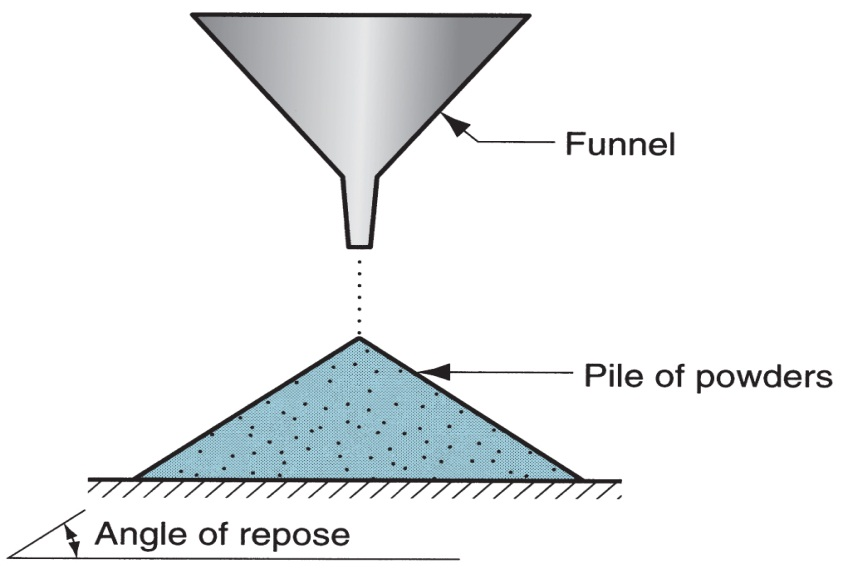 Funnel
Pile of powders
Angle of repose